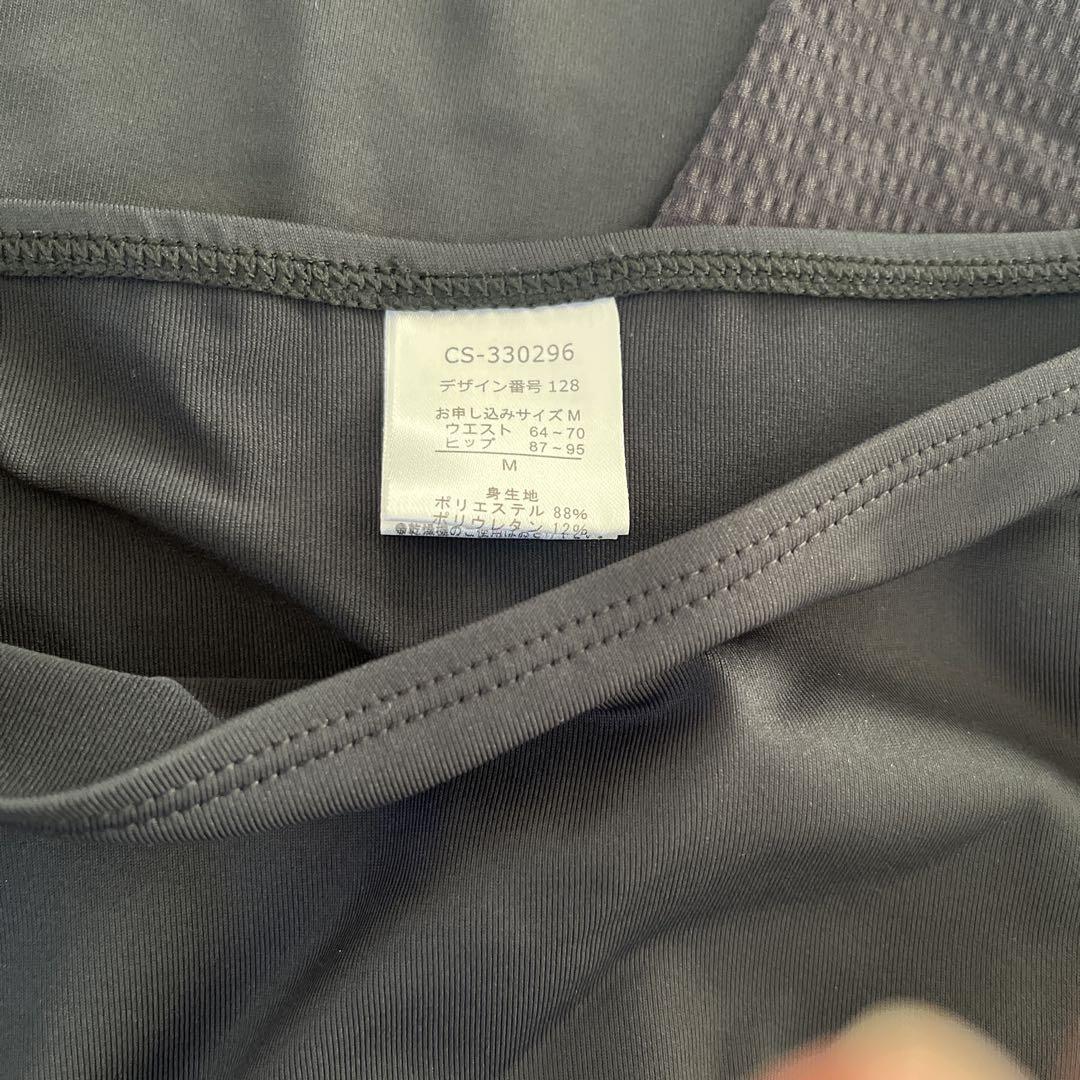 CS-330296
デザイン番号 128
お申し込みサイズ M
ウエスト 64～70
ヒップ 87～95
M
身生地
ポリエステル 88%
ポリウレタン 12%